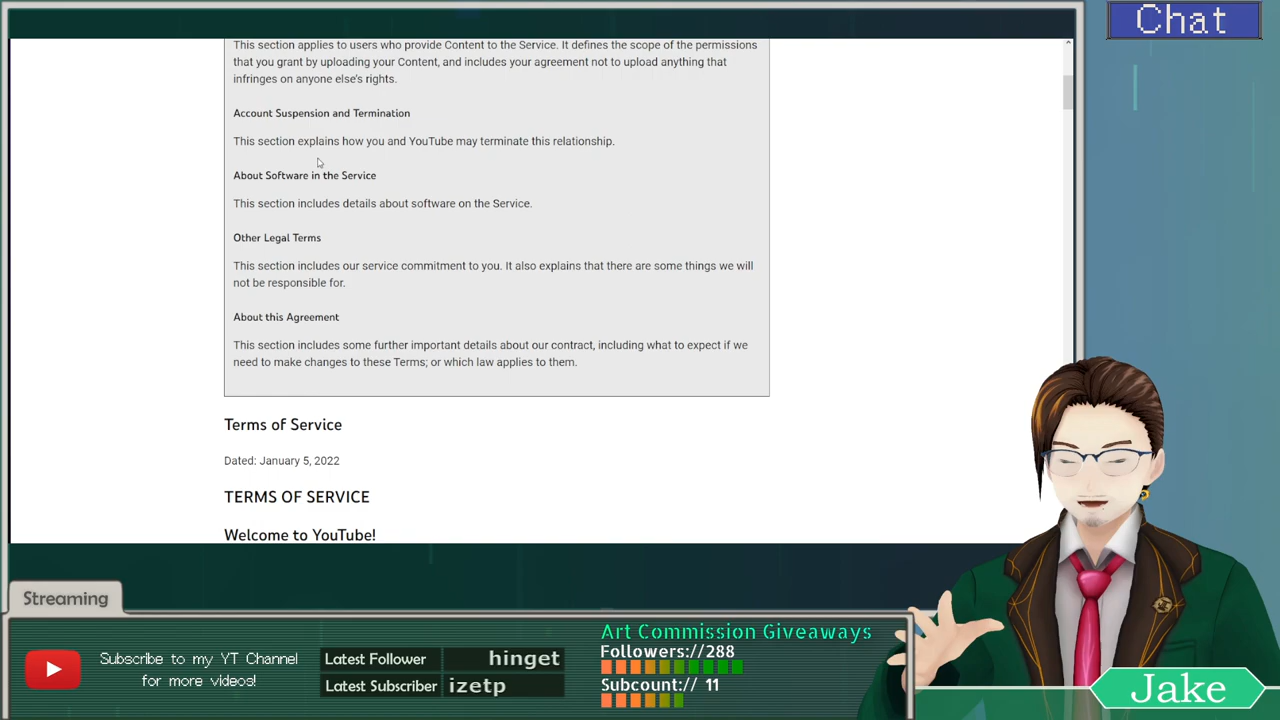 Chat
This section applies to users who provide Content to the Service. It defines the scope of the permissions
that you grant by uploading your Content, and includes your agreement not to upload anything that
infringes on anyone else's rights.
Account Suspension and Termination
This section explains how you and YouTube may terminate this relationship.
About Software in the Service
This section includes details about software on the Service.
Other Legal Terms
This section includes our service commitment to you. It also explains that there are some things we will
not be responsible for.
About this Agreement
This section includes some further important details about our contract, including what to expect if we
need to make changes to these Terms; or which law applies to them.
Terms of Service
Dated: January 5, 2022
TERMS OF SERVICE
Welcome to YouTube!
Streaming
Subscribe to my YT Channel
for more videos!
Latest Follower hinget
Latest Subscriber izetp
Art Commission Giveaways
Followers://288
Subcount:// 11
Jake